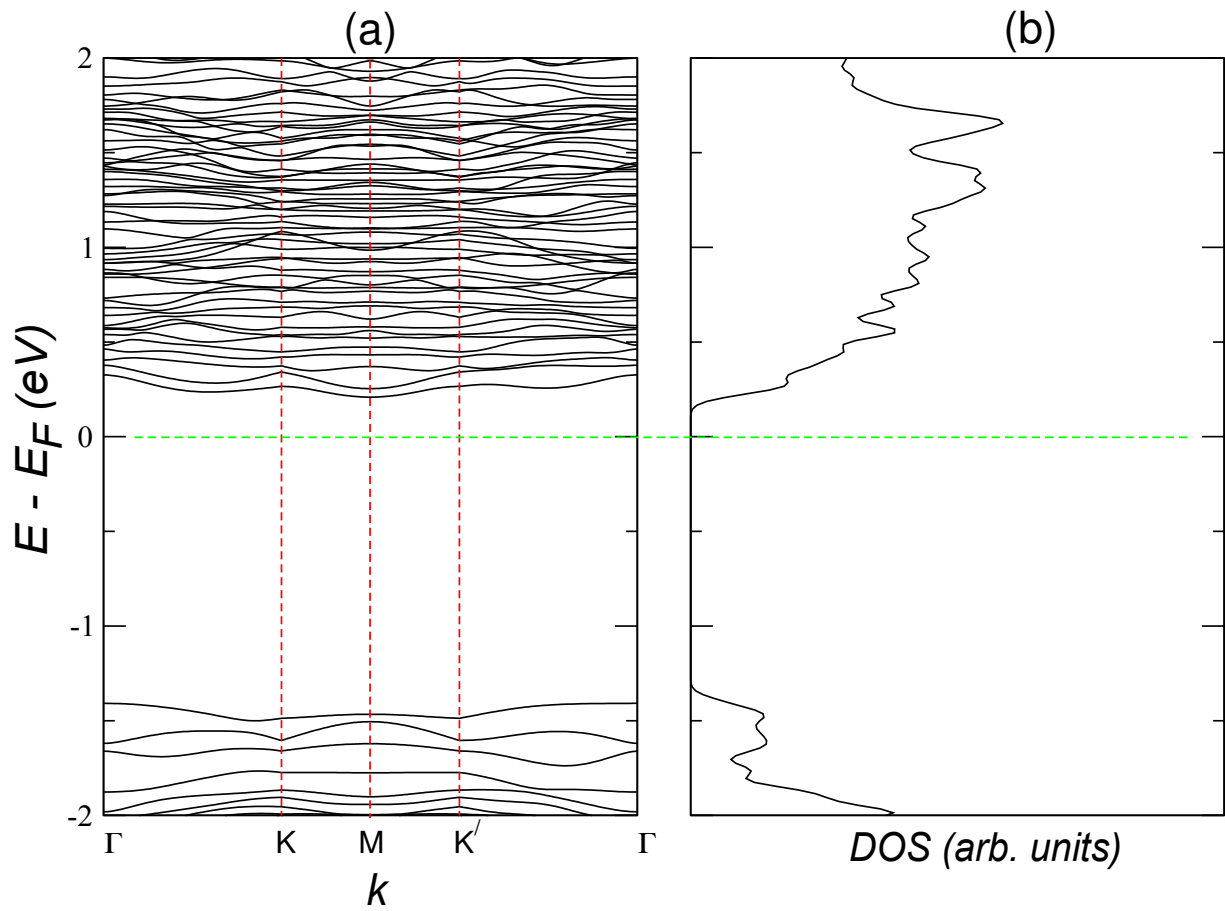 (a) (b)
2
1
0
-1
-2
E - E_F (eV)
Γ K M K′ Γ
k
DOS (arb. units)